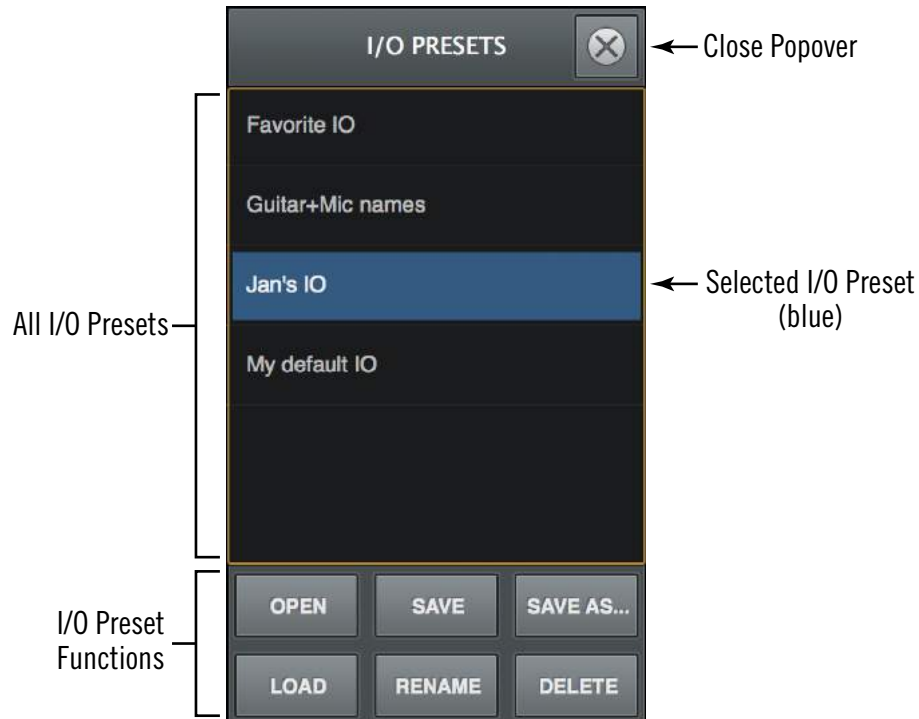 I/O PRESETS
Close Popover
Favorite IO
Guitar+Mic names
Jan's IO
Selected I/O Preset
(blue)
All I/O Presets
My default IO
I/O Preset
Functions
OPEN
SAVE
SAVE AS...
LOAD
RENAME
DELETE